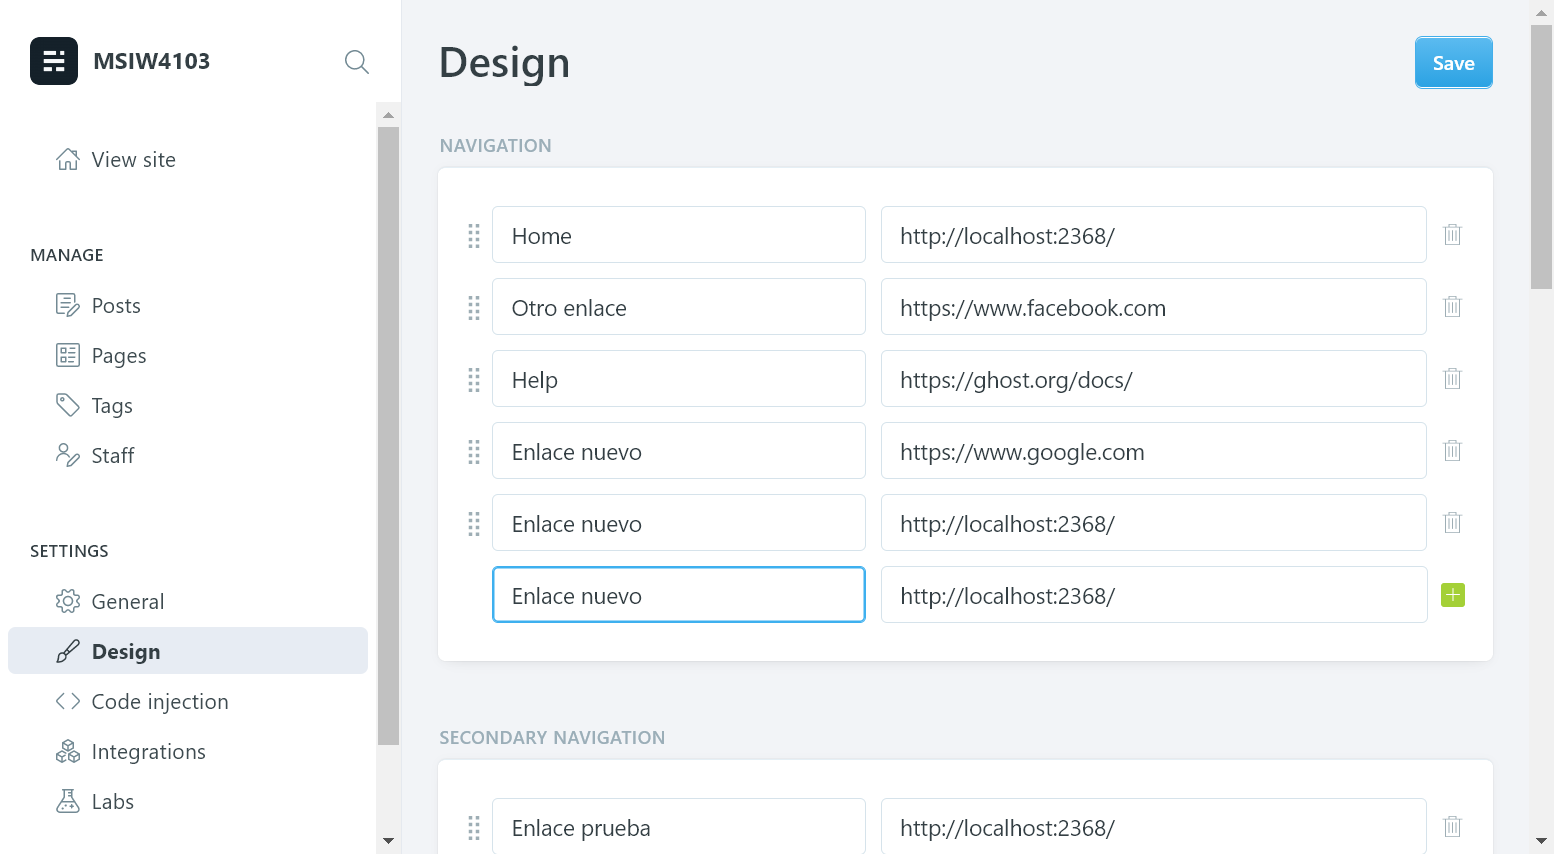 MSIW4103
View site
MANAGE
Posts
Pages
Tags
Staff
SETTINGS
General
Design
Code injection
Integrations
Labs
Design
Save
NAVIGATION
Home http://localhost:2368/
Otro enlace https://www.facebook.com
Help https://ghost.org/docs/
Enlace nuevo https://www.google.com
Enlace nuevo http://localhost:2368/
Enlace nuevo http://localhost:2368/
SECONDARY NAVIGATION
Enlace prueba http://localhost:2368/